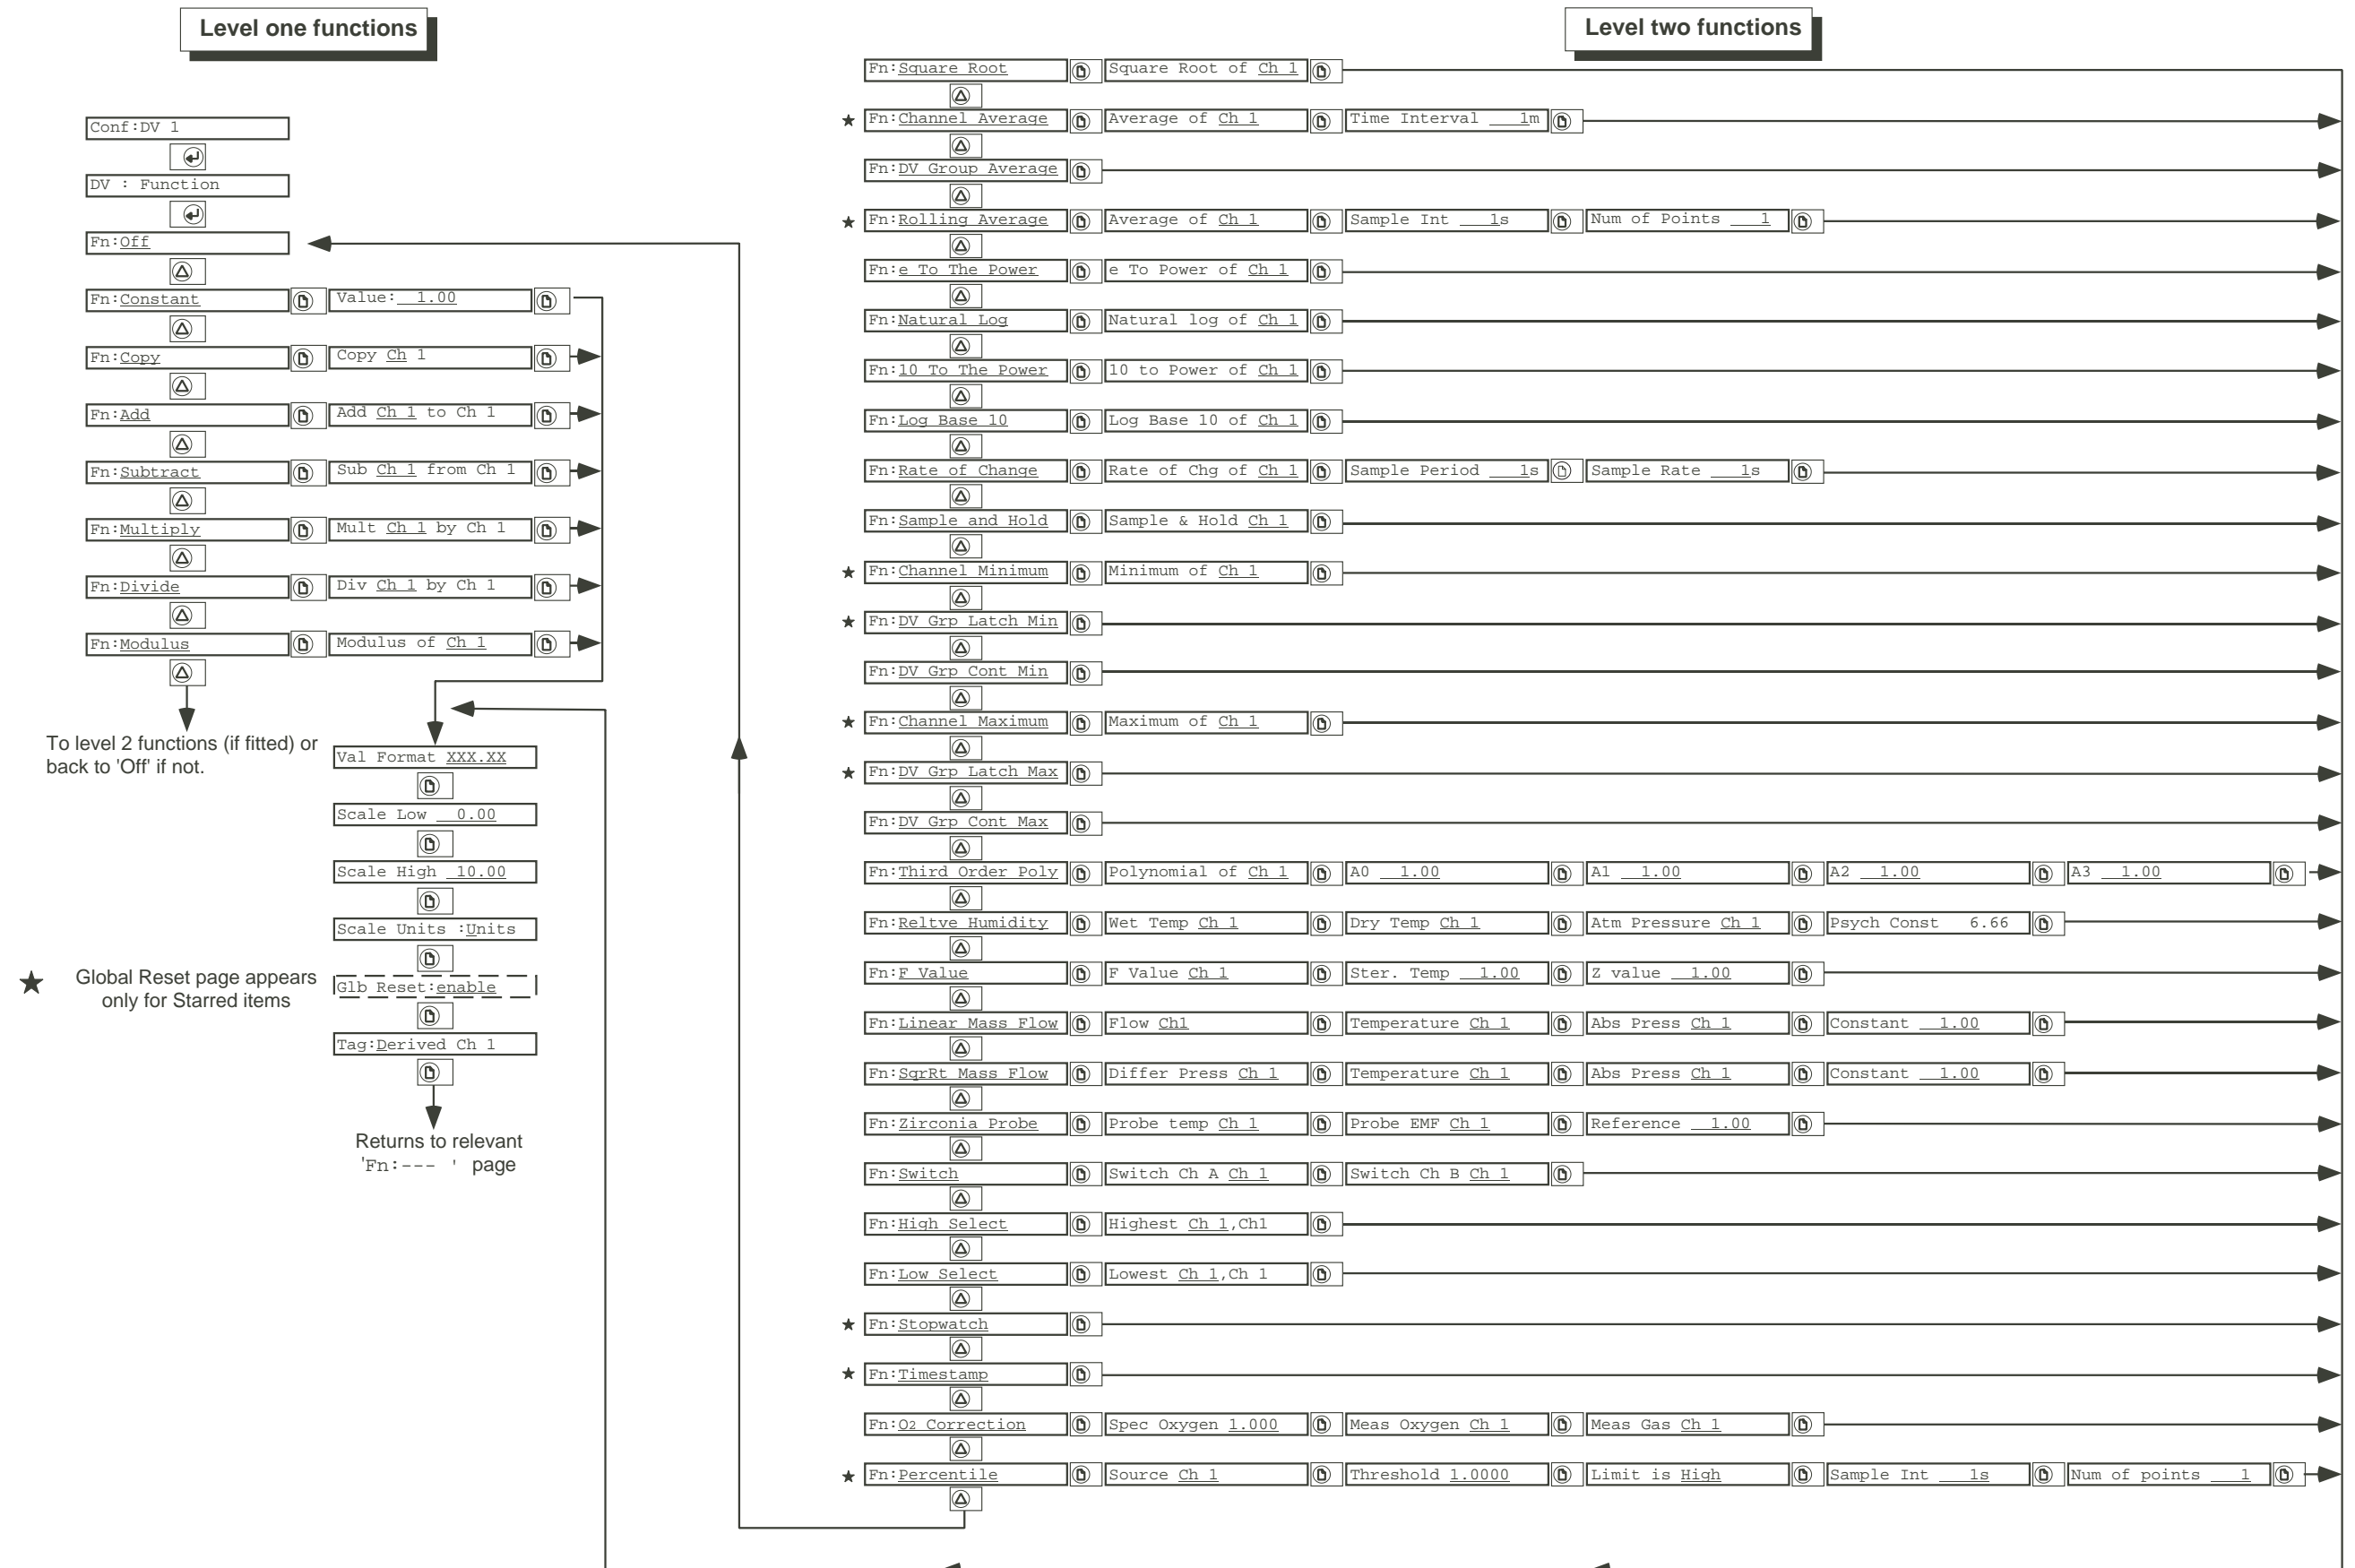 Level one functions
Level two functions
Conf:DV 1
DV : Function
Fn:Off
Fn:Constant Value: 1.00
Fn:Copy Copy Ch 1
Fn:Add Add Ch 1 to Ch 1
Fn:Subtract Sub Ch 1 from Ch 1
Fn:Multiply Mult Ch 1 by Ch 1
Fn:Divide Div Ch 1 by Ch 1
Fn:Modulus Modulus of Ch 1
To level 2 functions (if fitted) or
back to 'Off' if not.
Val Format XXX.XX
Scale Low 0.00
Scale High 10.00
Scale Units :Units
Global Reset page appears
only for Starred items
Glb Reset:enable
Tag:Derived Ch 1
Returns to relevant
'Fn:--- ' page
Fn:Square Root Square Root of Ch 1
Fn:Channel Average Average of Ch 1 Time Interval 1m
Fn:DV Group Average
Fn:Rolling Average Average of Ch 1 Sample Int 1s Num of Points 1
Fn:e To The Power e To Power of Ch 1
Fn:Natural Log Natural log of Ch 1
Fn:10 To The Power 10 to Power of Ch 1
Fn:Log Base 10 Log Base 10 of Ch 1
Fn:Rate of Change Rate of Chg of Ch 1 Sample Period 1s Sample Rate 1s
Fn:Sample and Hold Sample & Hold Ch 1
Fn:Channel Minimum Minimum of Ch 1
Fn:DV Grp Latch Min
Fn:DV Grp Cont Min
Fn:Channel Maximum Maximum of Ch 1
Fn:DV Grp Latch Max
Fn:DV Grp Cont Max
Fn:Third Order Poly Polynomial of Ch 1 A0 1.00 A1 1.00 A2 1.00 A3 1.00
Fn:Reltve Humidity Wet Temp Ch 1 Dry Temp Ch 1 Atm Pressure Ch 1 Psych Const 6.66
Fn:F Value F Value Ch 1 Ster. Temp 1.00 Z value 1.00
Fn:Linear Mass Flow Flow Ch1 Temperature Ch 1 Abs Press Ch 1 Constant 1.00
Fn:SqrRt Mass Flow Differ Press Ch 1 Temperature Ch 1 Abs Press Ch 1 Constant 1.00
Fn:Zirconia Probe Probe temp Ch 1 Probe EMF Ch 1 Reference 1.00
Fn:Switch Switch Ch A Ch 1 Switch Ch B Ch 1
Fn:High Select Highest Ch 1,Ch1
Fn:Low Select Lowest Ch 1,Ch 1
Fn:Stopwatch
Fn:Timestamp
Fn:O2 Correction Spec Oxygen 1.000 Meas Oxygen Ch 1 Meas Gas Ch 1
Fn:Percentile Source Ch 1 Threshold 1.0000 Limit is High Sample Int 1s Num of points 1